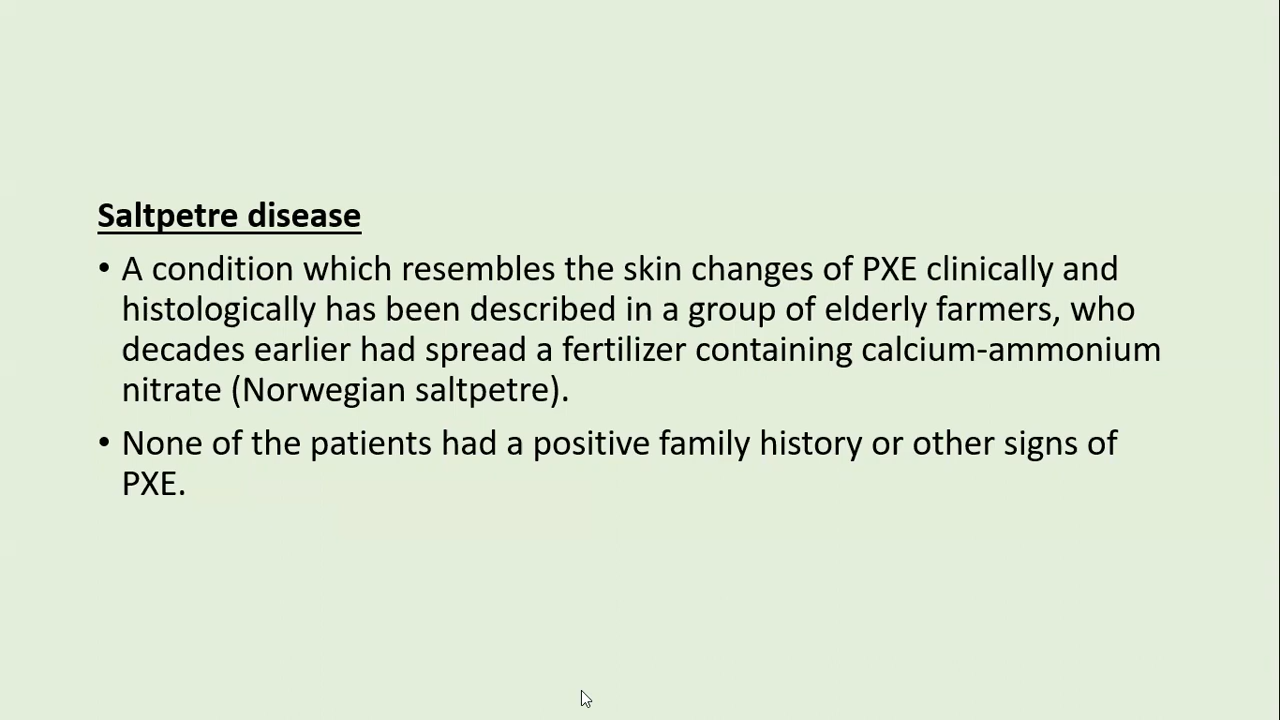 Saltpetre disease
• A condition which resembles the skin changes of PXE clinically and
histologically has been described in a group of elderly farmers, who
decades earlier had spread a fertilizer containing calcium-ammonium
nitrate (Norwegian saltpetre).
• None of the patients had a positive family history or other signs of
PXE.